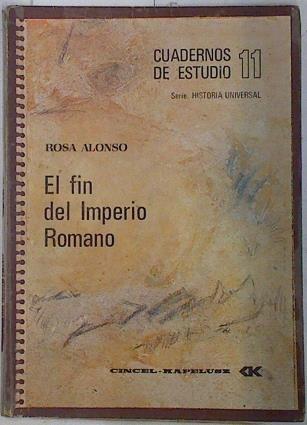 CUADERNOS
DE ESTUDIO 11
Serie: HISTORIA UNIVERSAL
ROSA ALONSO
El fin
del Imperio
Romano
CINCEL-KAPELUSZ CK